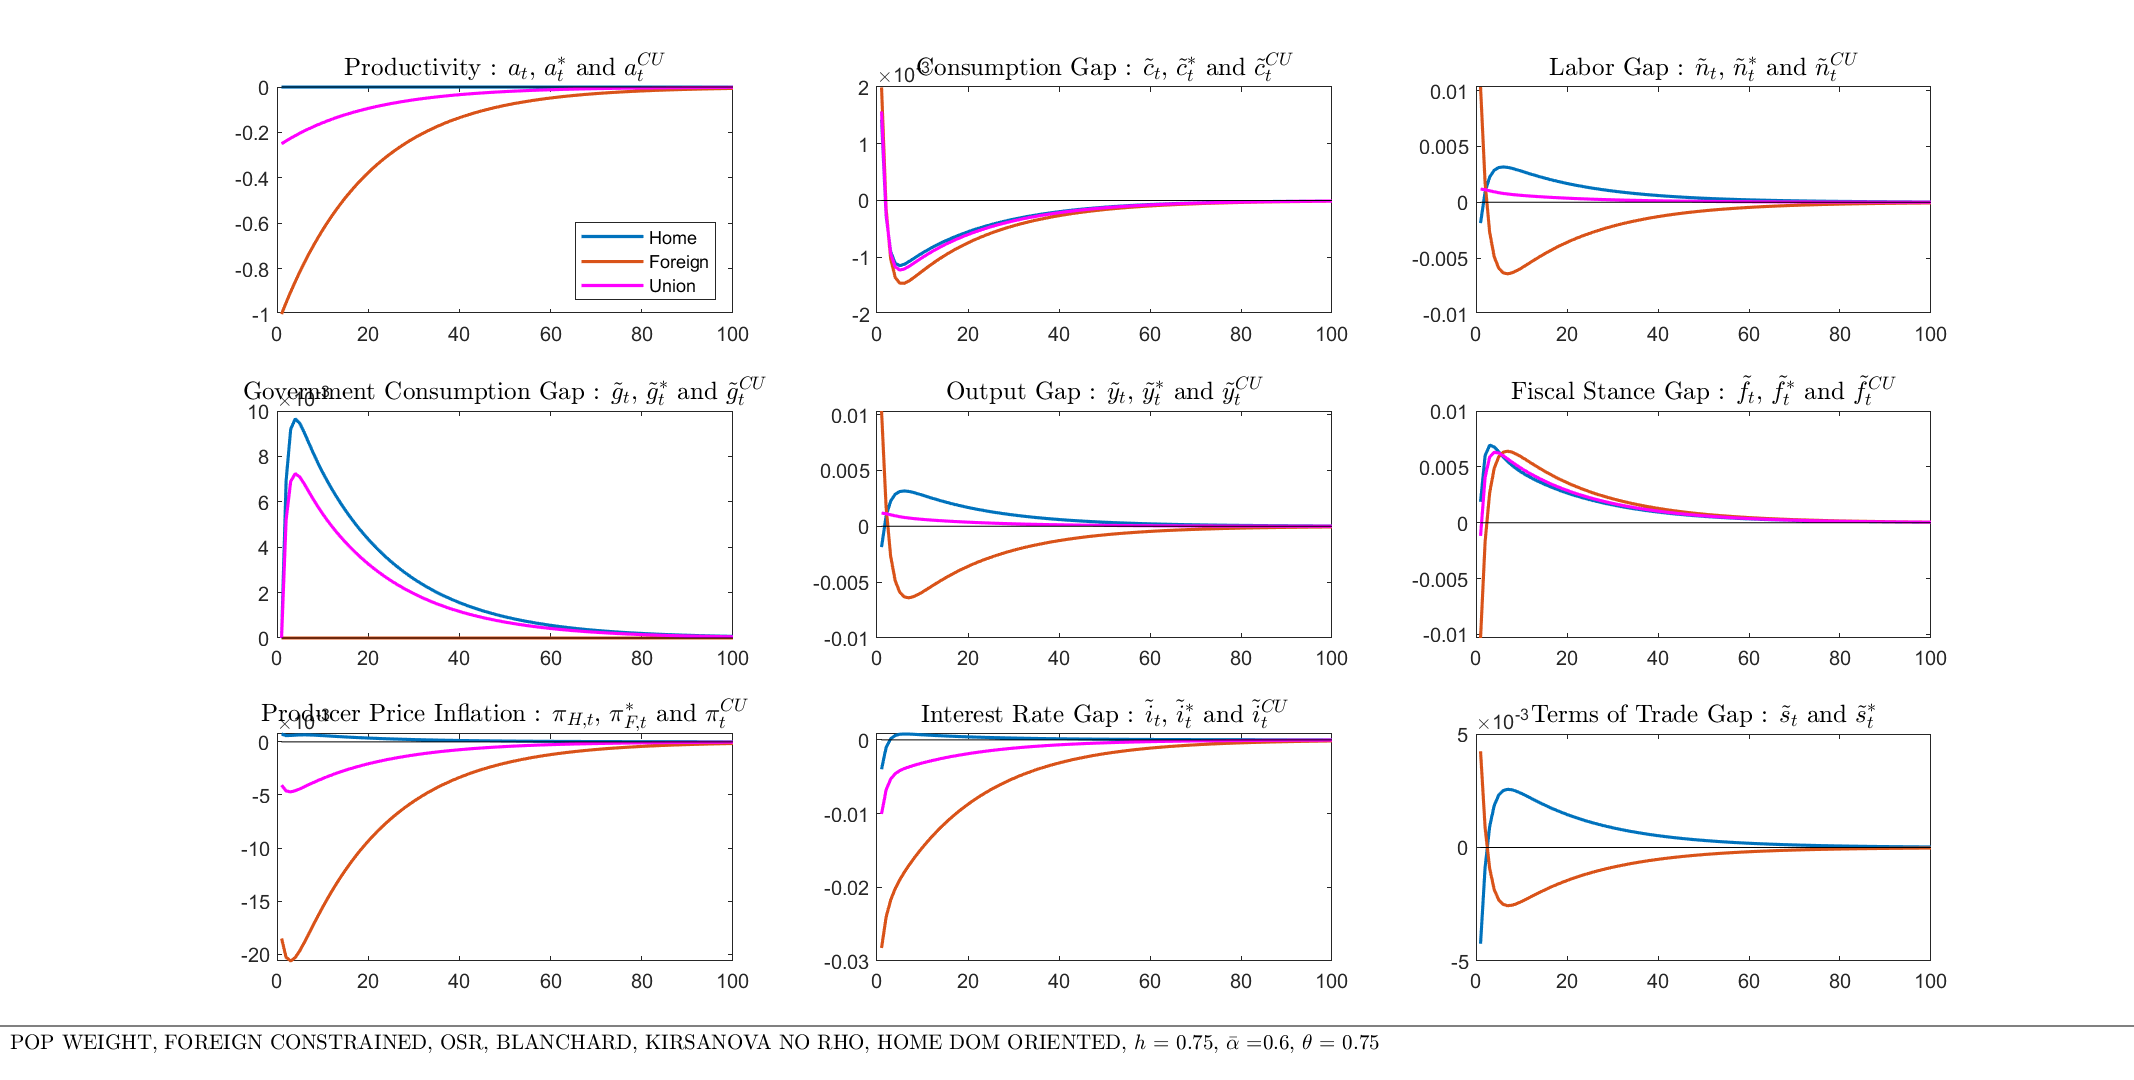 Productivity : a_t, a_t^* and a_t^{CU}
0
-0.2
-0.4
-0.6
-0.8
-1
0 20 40 60 80 100
Home
Foreign
Union
×10^{-3}
Consumption Gap : c̃_t, c̃_t^* and c̃_t^{CU}
2
1
0
-1
-2
0 20 40 60 80 100
Labor Gap : ñ_t, ñ_t^* and ñ_t^{CU}
0.01
0.005
0
-0.005
-0.01
0 20 40 60 80 100
Government Consumption Gap : g̃_t, g̃_t^* and g̃_t^{CU}
×10^{-3}
10
8
6
4
2
0
0 20 40 60 80 100
Output Gap : ỹ_t, ỹ_t^* and ỹ_t^{CU}
0.01
0.005
0
-0.005
-0.01
0 20 40 60 80 100
Fiscal Stance Gap : f̃_t, f̃_t^* and f̃_t^{CU}
0.01
0.005
0
-0.005
-0.01
0 20 40 60 80 100
Producer Price Inflation : π_{H,t}, π_{F,t}^* and π_t^{CU}
×10^{-3}
0
-5
-10
-15
-20
0 20 40 60 80 100
Interest Rate Gap : ĩ_t, ĩ_t^* and ĩ_t^{CU}
0
-0.01
-0.02
-0.03
0 20 40 60 80 100
×10^{-3}
Terms of Trade Gap : s̃_t and s̃_t^*
5
0
-5
0 20 40 60 80 100
POP WEIGHT, FOREIGN CONSTRAINED, OSR, BLANCHARD, KIRSANOVA NO RHO, HOME DOM ORIENTED, h = 0.75, ᾱ =0.6, θ = 0.75